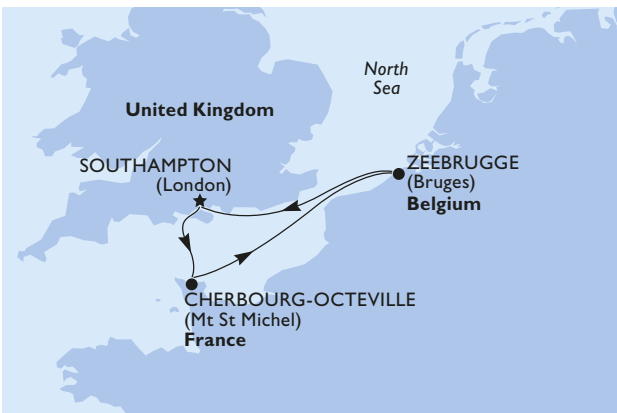 North
Sea
United Kingdom
SOUTHAMPTON
(London)
ZEEBRUGGE
(Bruges)
Belgium
CHERBOURG-OCTEVILLE
(Mt St Michel)
France